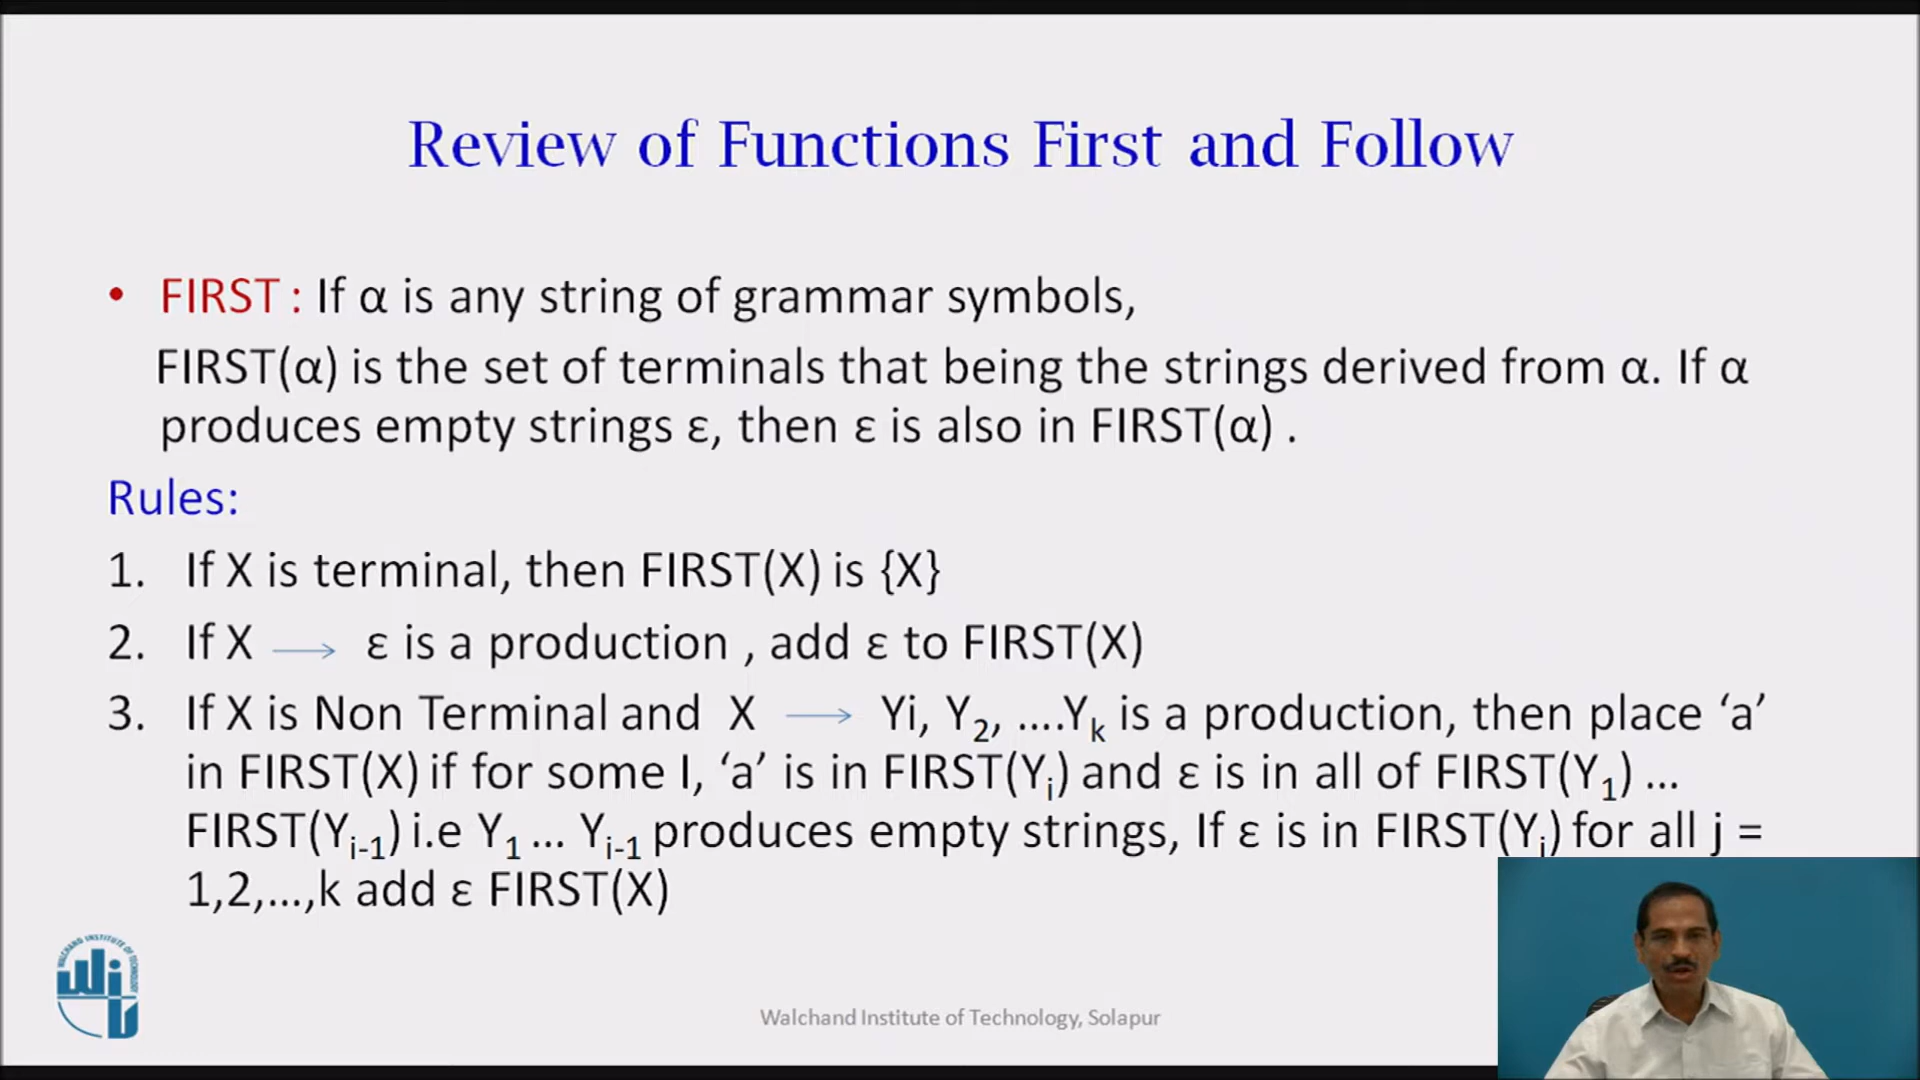 Review of Functions First and Follow
• FIRST : If α is any string of grammar symbols,
FIRST(α) is the set of terminals that being the strings derived from α. If α
produces empty strings ε, then ε is also in FIRST(α) .
Rules:
1. If X is terminal, then FIRST(X) is {X}
2. If X → ε is a production , add ε to FIRST(X)
3. If X is Non Terminal and X → Yi, Y₂, ....Yₖ is a production, then place ‘a’
in FIRST(X) if for some I, ‘a’ is in FIRST(Yᵢ) and ε is in all of FIRST(Y₁) ...
FIRST(Yᵢ₋₁) i.e Y₁ ... Yᵢ₋₁ produces empty strings, If ε is in FIRST(Yⱼ) for all j =
1,2,...,k add ε FIRST(X)
WALCHAND INSTITUTE OF TECHNOLOGY
wit
Walchand Institute of Technology, Solapur